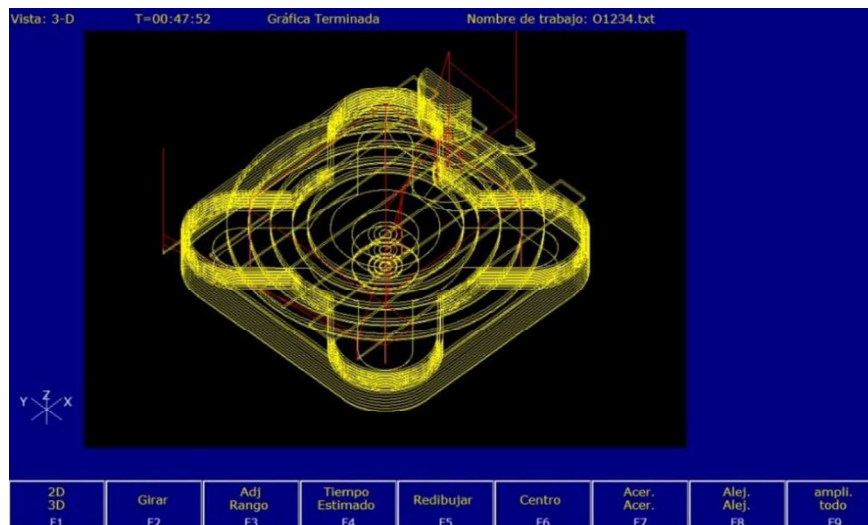 Vista: 3-D T=00:47:52 Gráfica Terminada Nombre de trabajo: O1234.txt
Z
Y X
2D Adj Tiempo Acer. Alej. ampli.
3D Girar Rango Estimado Redibujar Centro Acer. Alej. todo
F1 F2 F3 F4 F5 F6 F7 F8 F9